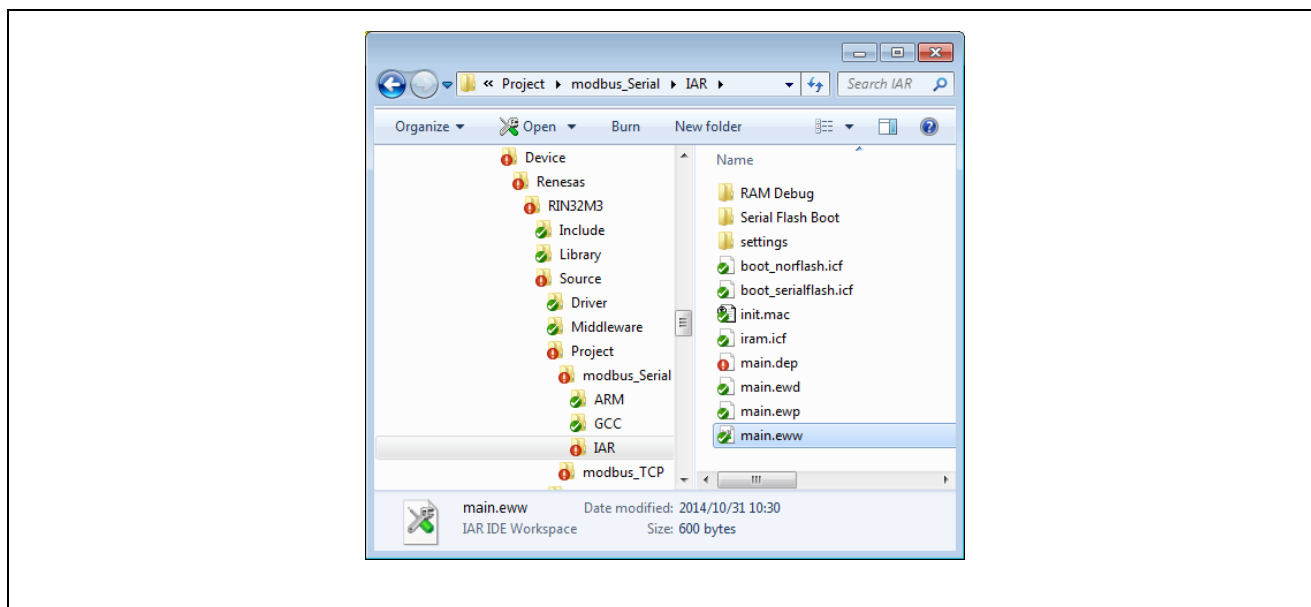 « Project ▸ modbus_Serial ▸ IAR ▸
Search IAR
Organize ▾ Open ▾ Burn New folder
Device
Renesas
RIN32M3
Include
Library
Source
Driver
Middleware
Project
modbus_Serial
ARM
GCC
IAR
modbus_TCP
Name
RAM Debug
Serial Flash Boot
settings
boot_norflash.icf
boot_serialflash.icf
init.mac
iram.icf
main.dep
main.ewd
main.ewp
main.eww
main.eww Date modified: 2014/10/31 10:30
IAR IDE Workspace Size: 600 bytes